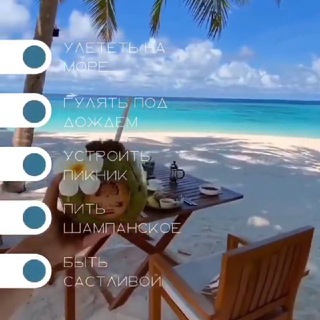 УЛЕТЕТЬ НА
МОРЕ
ГУЛЯТЬ ПОД
ДОЖДЕМ
УСТРОИТЬ
ПИКНИК
ПИТЬ
ШАМПАНСКОЕ
БЫТЬ
САСТЛИВОЙ